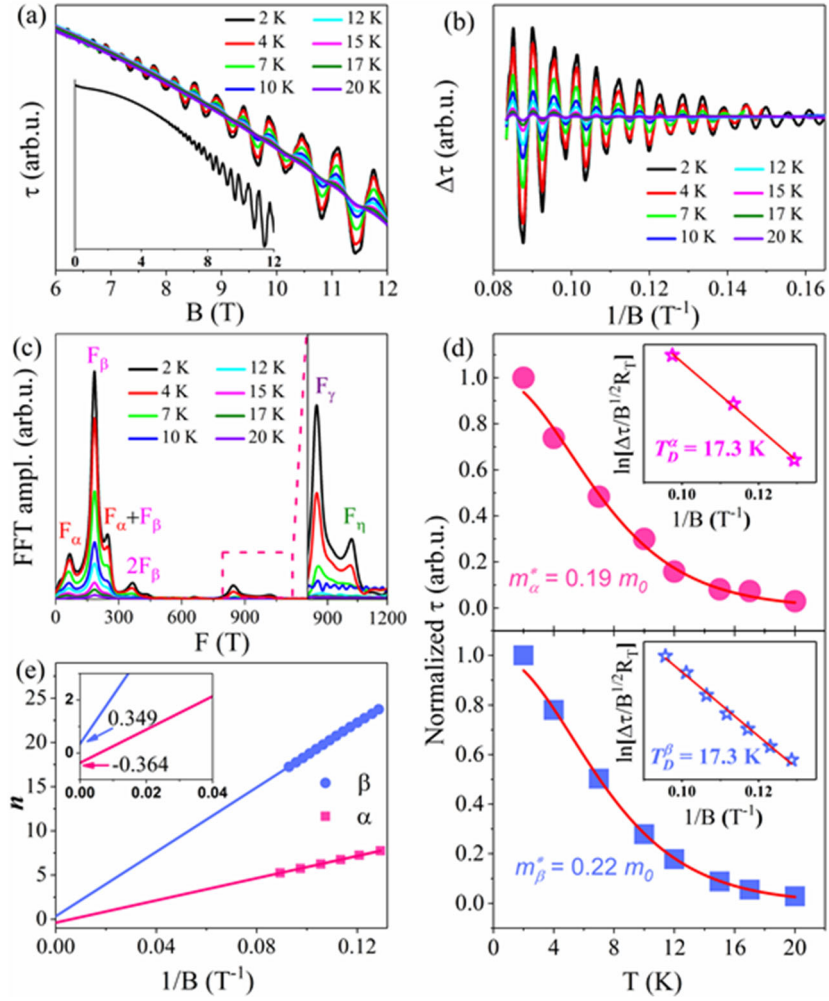 (a)
2 K 12 K
4 K 15 K
7 K 17 K
10 K 20 K
τ (arb.u.)
0 4 8 12
6 7 8 9 10 11 12
B (T)
(b)
Δτ (arb.u.)
2 K 12 K
4 K 15 K
7 K 17 K
10 K 20 K
0.08 0.10 0.12 0.14 0.16
1/B (T⁻¹)
(c)
Fβ
2 K 12 K
4 K 15 K
7 K 17 K
10 K 20 K
Fγ
Fα Fα+Fβ
Fη
2Fβ
FFT ampl. (arb.u.)
0 300 600 900 900 1200
F (T)
(d)
1.0
0.8
0.6
0.4
0.2
0.0
ln[Δτ/B^1/2R_T]
T_D^α = 17.3 K
0.10 0.12
1/B (T⁻¹)
m*α = 0.19 m₀
Normalized τ (arb.u.)
1.0
0.8
0.6
0.4
0.2
0.0
ln[Δτ/B^1/2R_T]
T_D^β = 17.3 K
0.10 0.12
1/B (T⁻¹)
m*β = 0.22 m₀
0 4 8 12 16 20
T (K)
(e)
25
20
15
10
5
0
n
2
0
0.349
-0.364
0.00 0.02 0.04
β
α
0.00 0.04 0.08 0.12
1/B (T⁻¹)